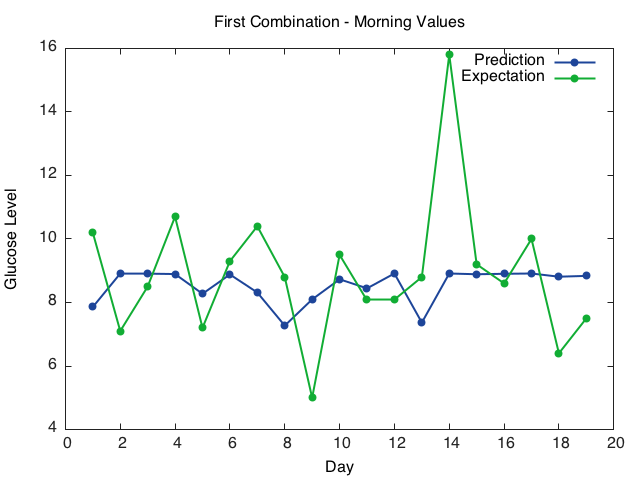 First Combination - Morning Values
Prediction
Expectation
16
14
12
10
8
6
4
Glucose Level
0 2 4 6 8 10 12 14 16 18 20
Day